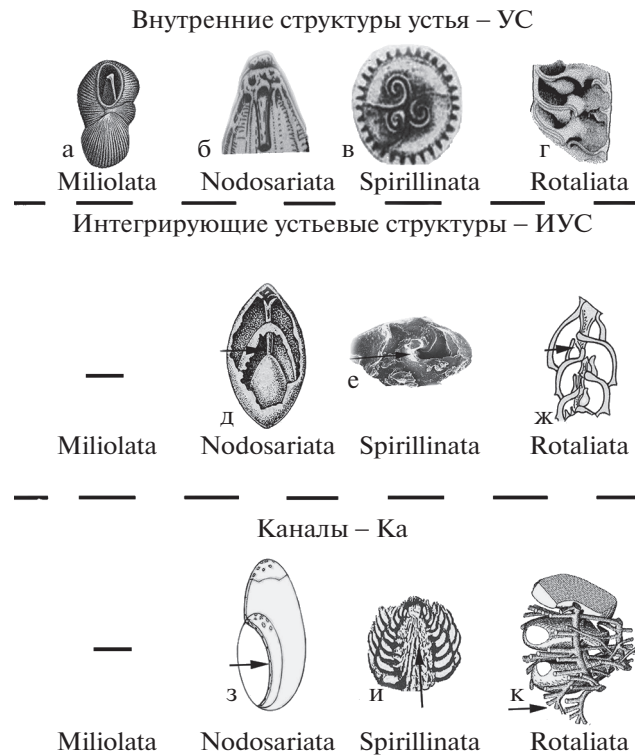 Внутренние структуры устья – УС
а б в г
Miliolata Nodosariata Spirillinata Rotaliata
Интегрирующие устьевые структуры – ИУС
д е ж
Miliolata Nodosariata Spirillinata Rotaliata
Каналы – Ка
з и к
Miliolata Nodosariata Spirillinata Rotaliata